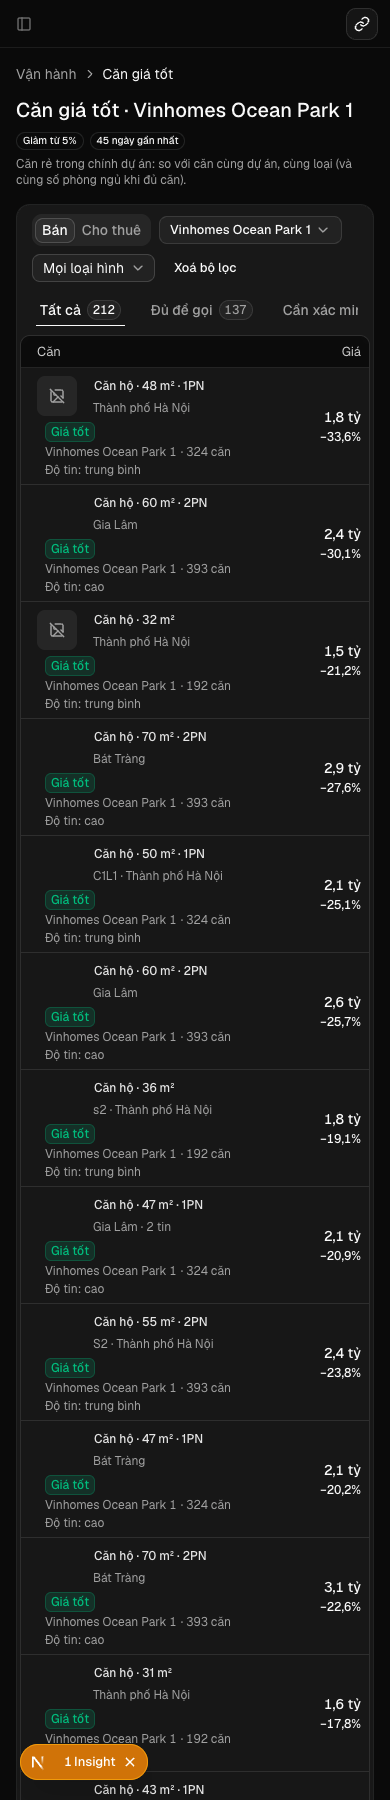 Vận hành > Căn giá tốt
Căn giá tốt · Vinhomes Ocean Park 1
Giảm từ 5% 45 ngày gần nhất
Căn rẻ trong chính dự án: so với căn cùng dự án, cùng loại (và
cùng số phòng ngủ khi đủ căn).
Bán Cho thuê Vinhomes Ocean Park 1
Mọi loại hình Xoá bộ lọc
Tất cả 212 Đủ để gọi 137 Cần xác min
Căn Giá
Căn hộ · 48 m² · 1PN
Thành phố Hà Nội
1,8 tỷ
Giá tốt
−33,6%
Vinhomes Ocean Park 1 · 324 căn
Độ tin: trung bình
Căn hộ · 60 m² · 2PN
Gia Lâm
2,4 tỷ
Giá tốt
−30,1%
Vinhomes Ocean Park 1 · 393 căn
Độ tin: cao
Căn hộ · 32 m²
Thành phố Hà Nội
1,5 tỷ
Giá tốt
−21,2%
Vinhomes Ocean Park 1 · 192 căn
Độ tin: trung bình
Căn hộ · 70 m² · 2PN
Bát Tràng
2,9 tỷ
Giá tốt
−27,6%
Vinhomes Ocean Park 1 · 393 căn
Độ tin: cao
Căn hộ · 50 m² · 1PN
C1L1 · Thành phố Hà Nội
2,1 tỷ
Giá tốt
−25,1%
Vinhomes Ocean Park 1 · 324 căn
Độ tin: trung bình
Căn hộ · 60 m² · 2PN
Gia Lâm
2,6 tỷ
Giá tốt
−25,7%
Vinhomes Ocean Park 1 · 393 căn
Độ tin: cao
Căn hộ · 36 m²
s2 · Thành phố Hà Nội
1,8 tỷ
Giá tốt
−19,1%
Vinhomes Ocean Park 1 · 192 căn
Độ tin: trung bình
Căn hộ · 47 m² · 1PN
Gia Lâm · 2 tin
2,1 tỷ
Giá tốt
−20,9%
Vinhomes Ocean Park 1 · 324 căn
Độ tin: cao
Căn hộ · 55 m² · 2PN
S2 · Thành phố Hà Nội
2,4 tỷ
Giá tốt
−23,8%
Vinhomes Ocean Park 1 · 393 căn
Độ tin: trung bình
Căn hộ · 47 m² · 1PN
Bát Tràng
2,1 tỷ
Giá tốt
−20,2%
Vinhomes Ocean Park 1 · 324 căn
Độ tin: cao
Căn hộ · 70 m² · 2PN
Bát Tràng
3,1 tỷ
Giá tốt
−22,6%
Vinhomes Ocean Park 1 · 393 căn
Độ tin: cao
Căn hộ · 31 m²
Thành phố Hà Nội
1,6 tỷ
Giá tốt
−17,8%
Vinhomes Ocean Park 1 · 192 căn
1 Insight
Căn hộ · 43 m² · 1PN